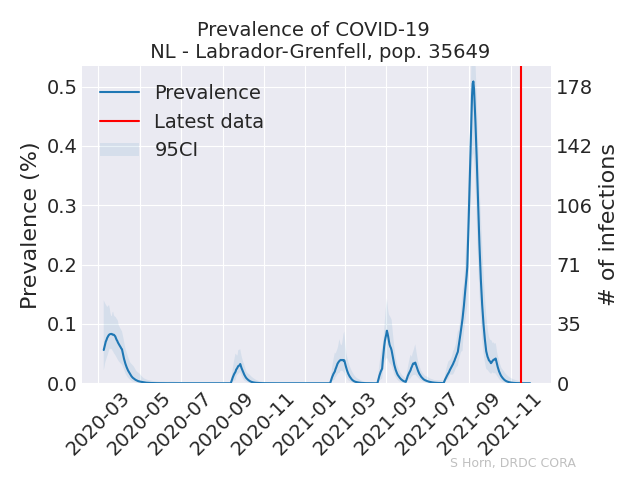 Prevalence of COVID-19
NL - Labrador-Grenfell, pop. 35649
Prevalence (%)
0.5
0.4
0.3
0.2
0.1
0.0
Prevalence
Latest data
95CI
178
142
106
71
35
0
# of infections
2020-03
2020-05
2020-07
2020-09
2020-11
2021-01
2021-03
2021-05
2021-07
2021-09
2021-11
S Horn, DRDC CORA